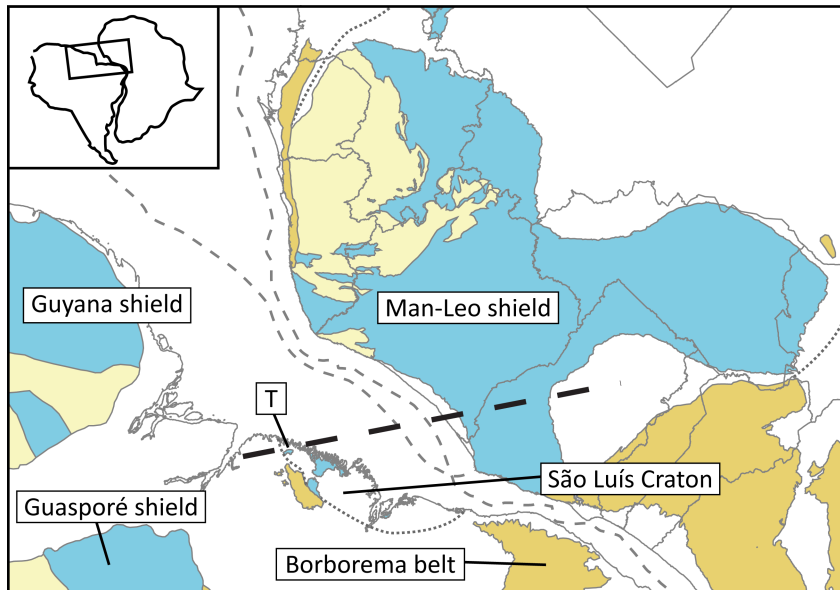 Guyana shield
Man-Leo shield
T
São Luís Craton
Guasporé shield
Borborema belt